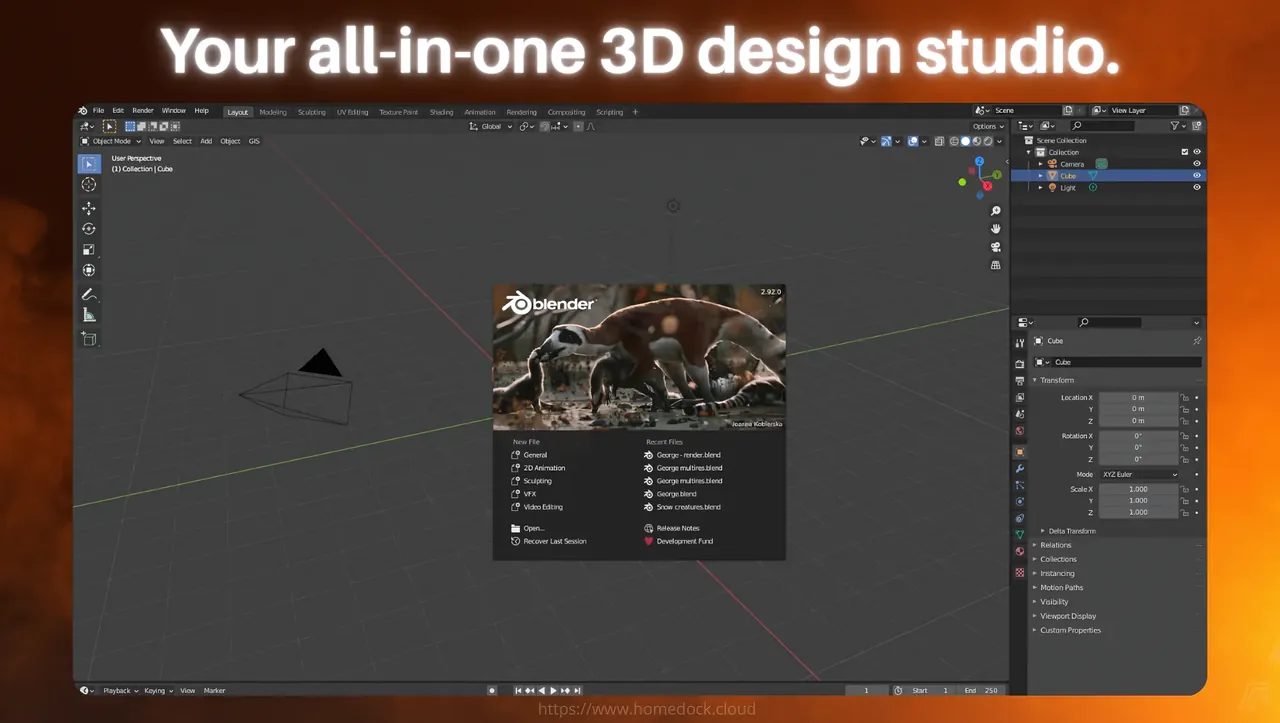 Your all-in-one 3D design studio.
File Edit Render Window Help Layout Modeling Sculpting UV Editing Texture Paint Shading Animation Rendering Compositing Scripting + Scene View Layer
Global Options
Object Mode View Select Add Object GIS
User Perspective
(1) Collection | Cube
Scene Collection
Collection
Camera
Cube
Light
Z
Y
X
blender
2.92.0
Joanna Kobierska
New File
General
2D Animation
Sculpting
VFX
Video Editing
Open...
Recover Last Session
Recent Files
George - render.blend
George multires.blend
George multires.blend
George.blend
Snow creatures.blend
Release Notes
Development Fund
Cube
Cube
Transform
Location X 0 m
Y 0 m
Z 0 m
Rotation X 0°
Y 0°
Z 0°
Mode XYZ Euler
Scale X 1.000
Y 1.000
Z 1.000
Delta Transform
Relations
Collections
Instancing
Motion Paths
Visibility
Viewport Display
Custom Properties
Playback Keying View Marker 1 Start 1 End 250
https://www.homedock.cloud